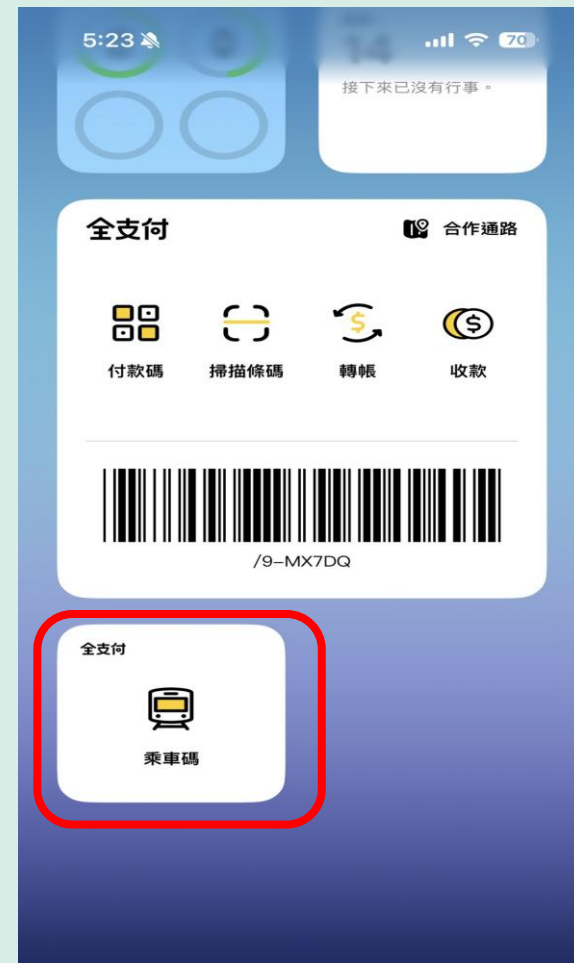 5:23
70
14
接下來已沒有行事。
全支付
合作通路
付款碼 掃描條碼 轉帳 收款
/9-MX7DQ
全支付
乘車碼